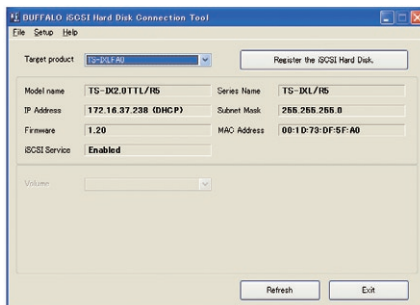 BUFFALO iSCSI Hard Disk Connection Tool
File Setup Help
Target product TS-IXLFA0 Register the iSCSI Hard Disk.
Model name TS-IX2.0TTL/R5 Series Name TS-IXL/R5
IP Address 172.16.37.238 (DHCP) Subnet Mask 255.255.255.0
Firmware 1.20 MAC Address 00:1D:73:DF:5F:A0
iSCSI Service Enabled
Volume
Refresh Exit